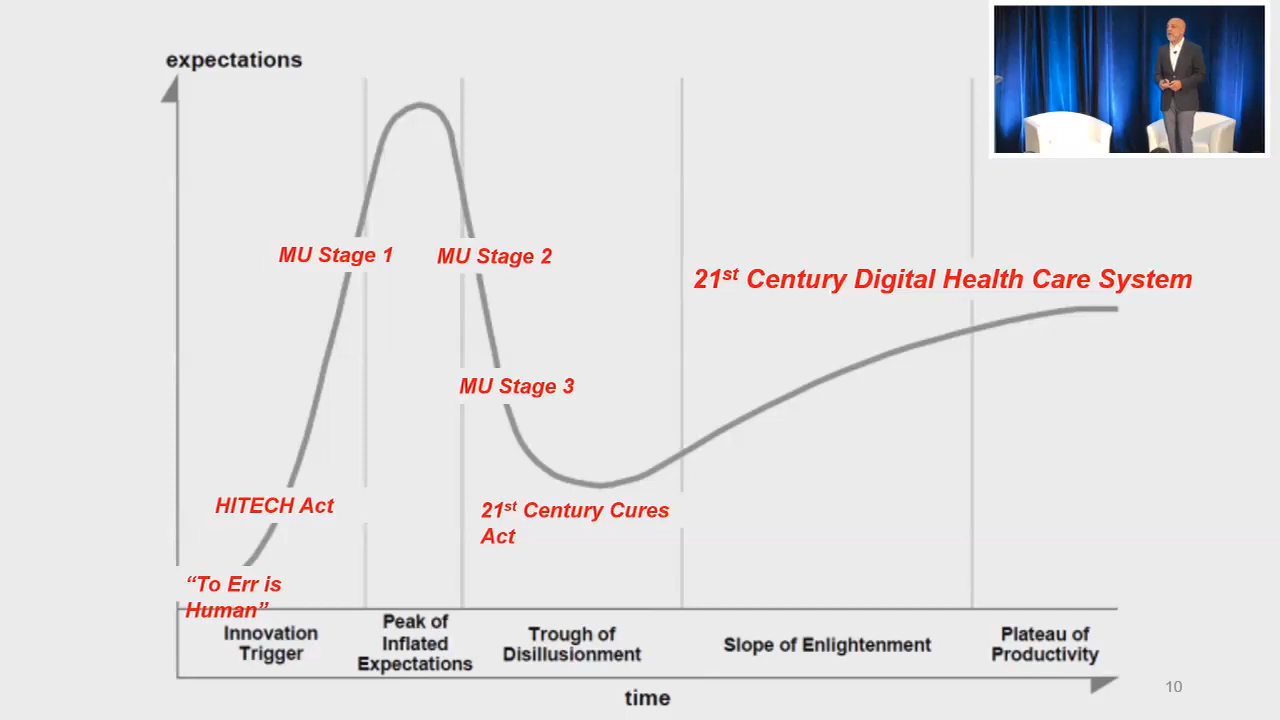 expectations
MU Stage 1
MU Stage 2
21st Century Digital Health Care System
MU Stage 3
HITECH Act
21st Century Cures
Act
“To Err is
Human”
Innovation
Trigger
Peak of
Inflated
Expectations
Trough of
Disillusionment
Slope of Enlightenment
Plateau of
Productivity
time
10